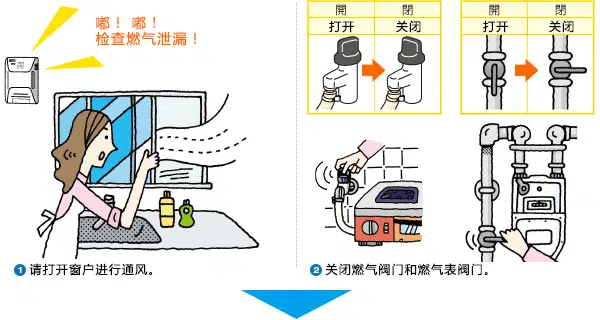 嘟！ 嘟！
检查燃气泄漏！
❶ 请打开窗户进行通风。
開 閉
打开 关闭
開 閉
打开 关闭
❷ 关闭燃气阀门和燃气表阀门。